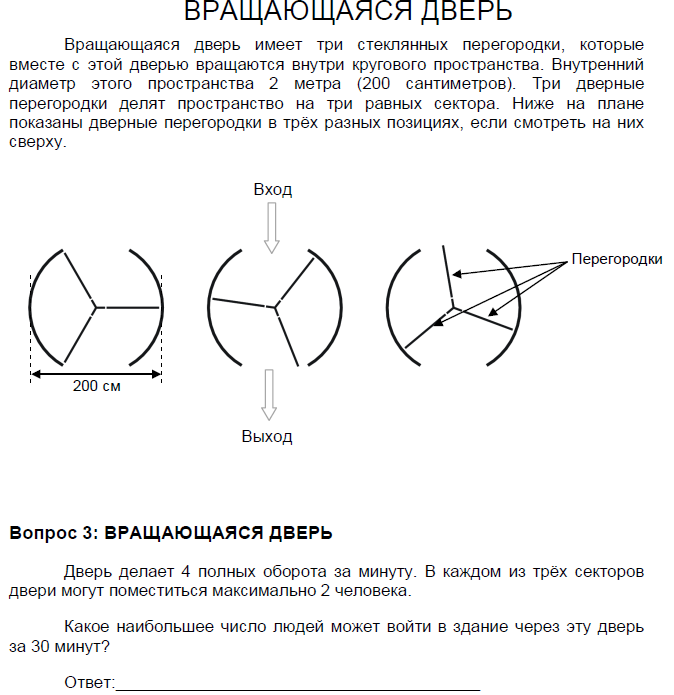 ВРАЩАЮЩАЯСЯ ДВЕРЬ
Вращающаяся дверь имеет три стеклянных перегородки, которые
вместе с этой дверью вращаются внутри кругового пространства. Внутренний
диаметр этого пространства 2 метра (200 сантиметров). Три дверные
перегородки делят пространство на три равных сектора. Ниже на плане
показаны дверные перегородки в трёх разных позициях, если смотреть на них
сверху.
Вход
Перегородки
200 см
Выход
Вопрос 3: ВРАЩАЮЩАЯСЯ ДВЕРЬ
Дверь делает 4 полных оборота за минуту. В каждом из трёх секторов
двери могут поместиться максимально 2 человека.
Какое наибольшее число людей может войти в здание через эту дверь
за 30 минут?
Ответ: